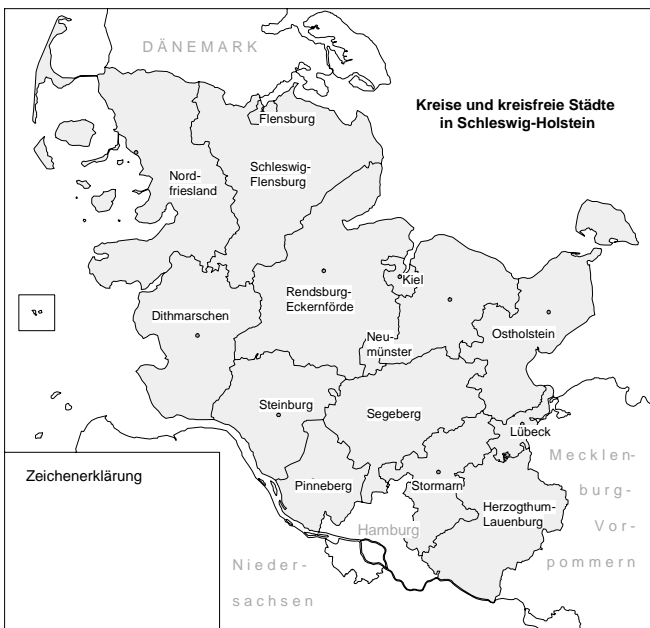 DÄNEMARK
Kreise und kreisfreie Städte
in Schleswig-Holstein
Flensburg
Nord-
friesland
Schleswig-
Flensburg
Kiel
Rendsburg-
Eckernförde
Dithmarschen
Neu-
münster
Ostholstein
Steinburg
Segeberg
Lübeck
Mecklen-
burg-
Vor-
pommern
Zeichenerklärung
Pinneberg
Stormarn
Herzogthum-
Lauenburg
Hamburg
Nieder-
sachsen